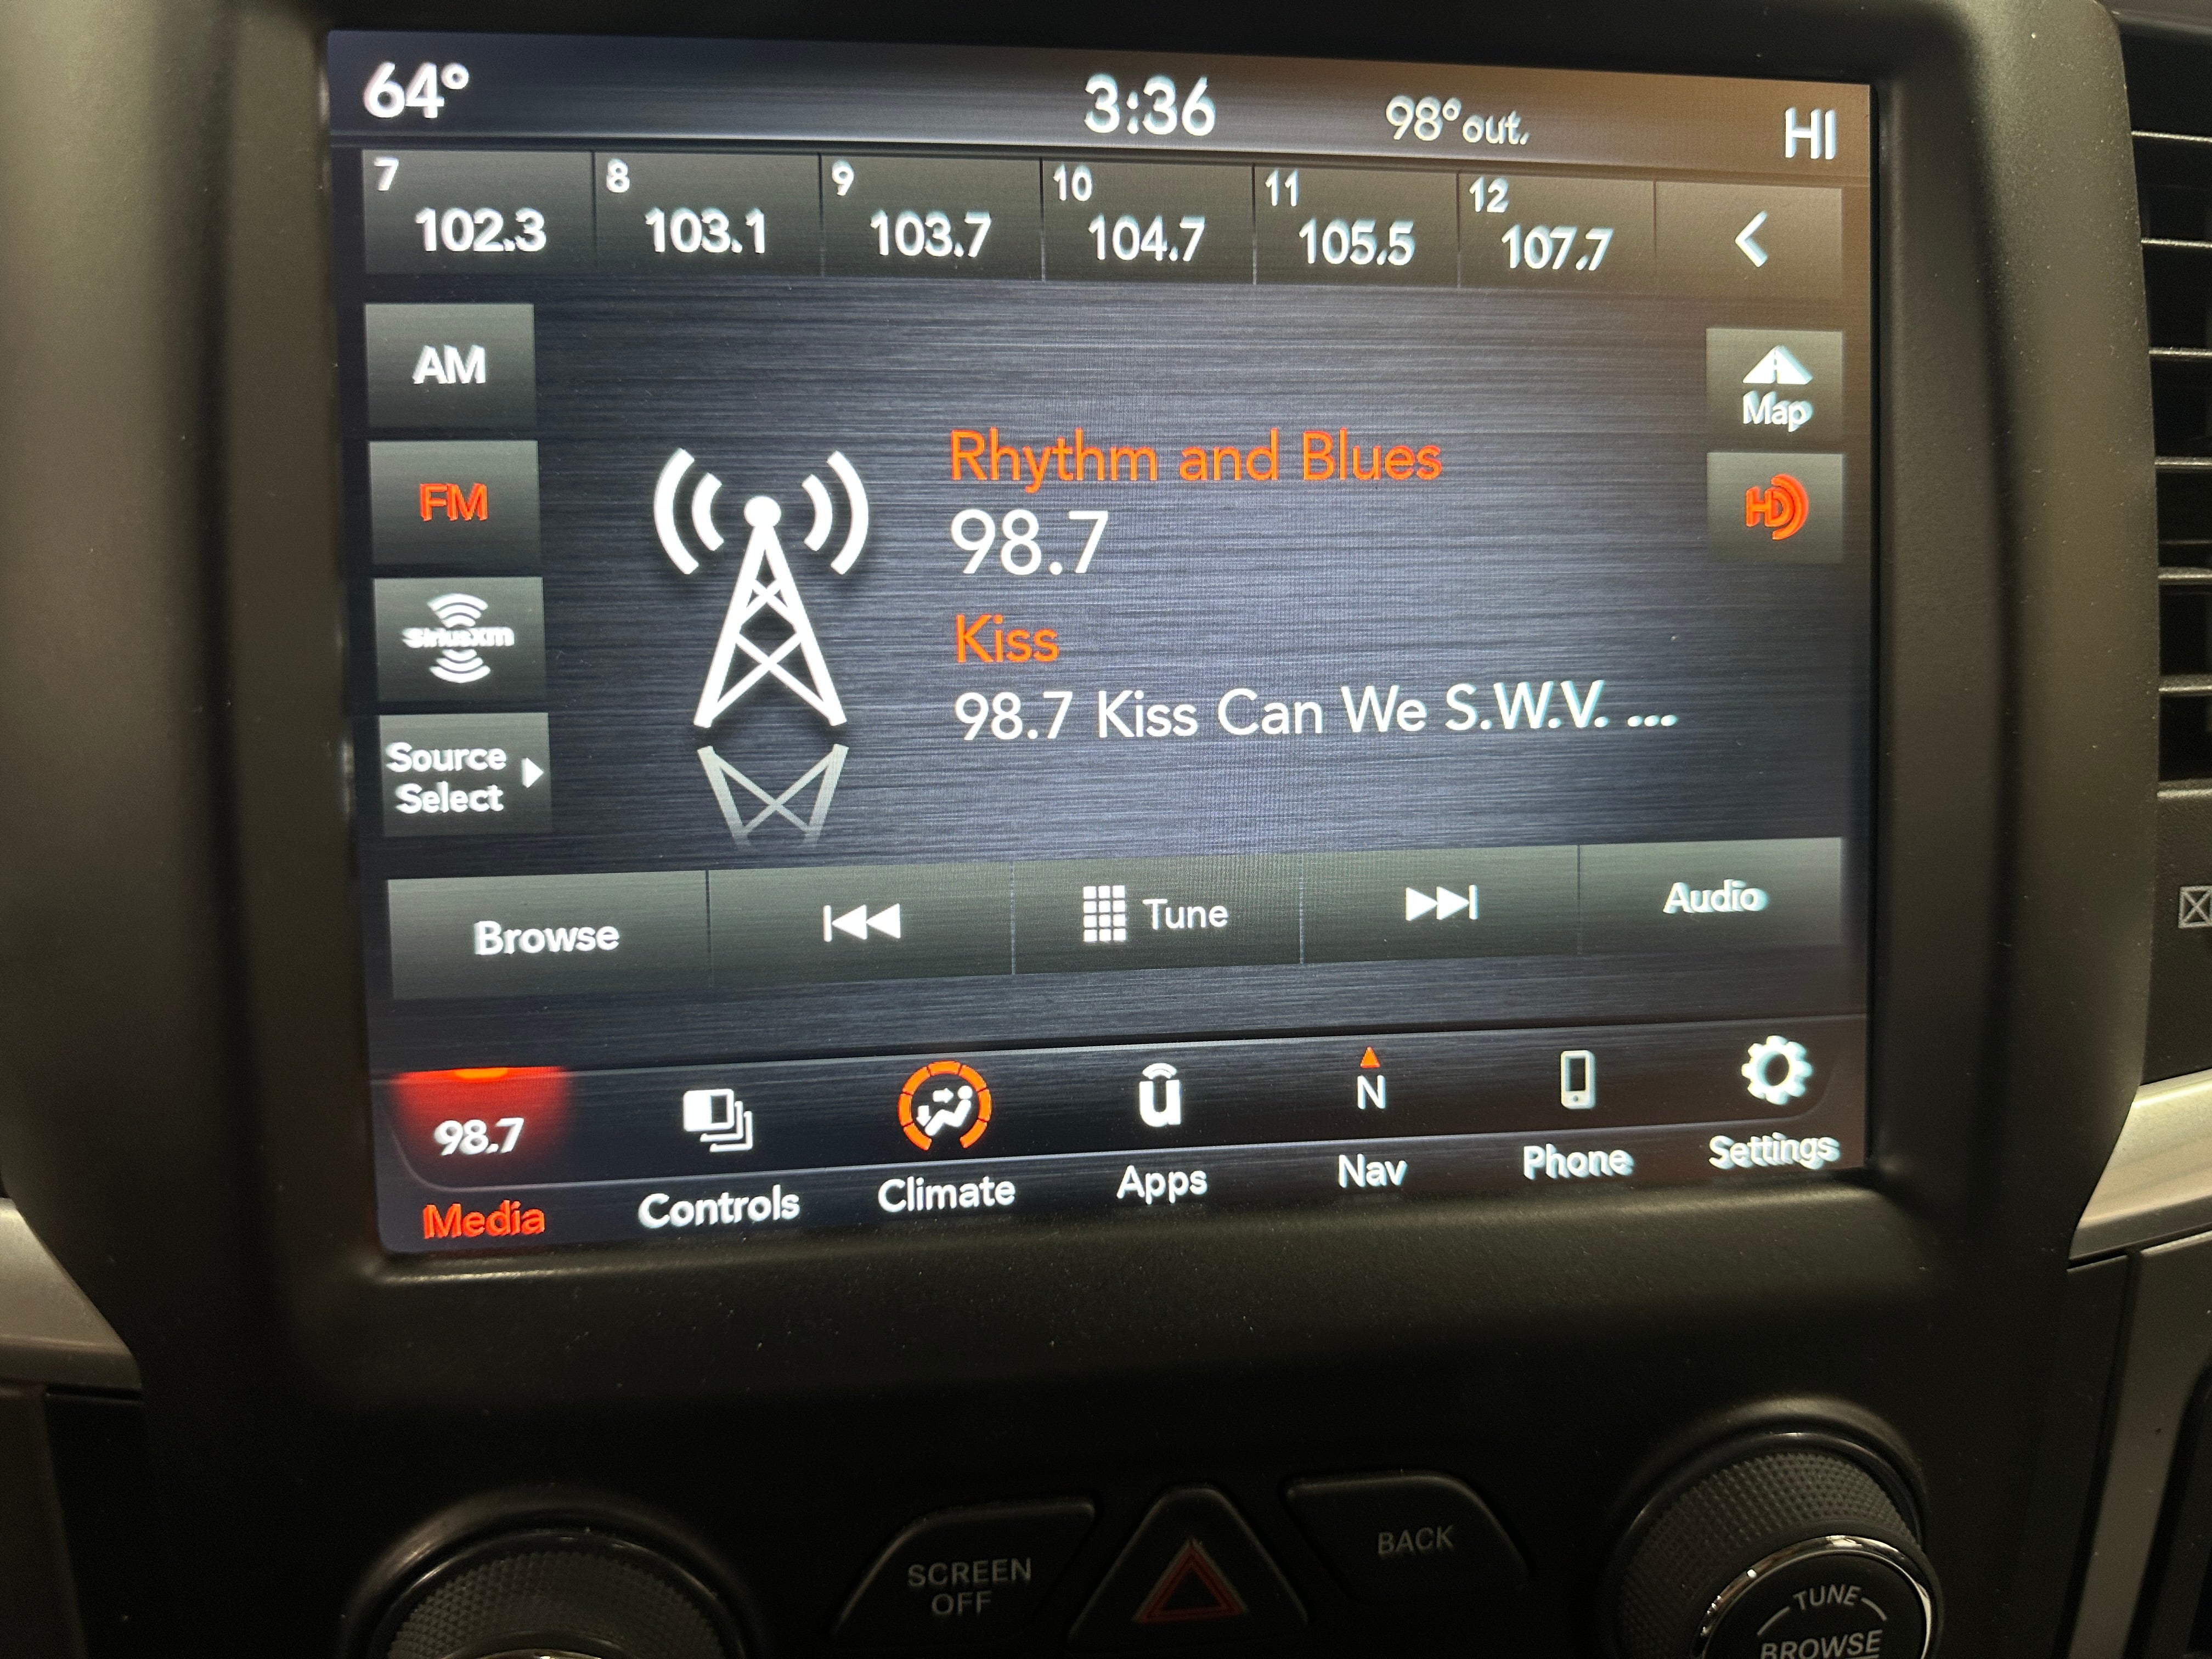 64° 3:36 98°out. HI
7 8 9 10 11 12
102.3 103.1 103.7 104.7 105.5 107.7
AM
Map
FM
HD
Rhythm and Blues
98.7
Kiss
98.7 Kiss Can We S.W.V. ...
SiriusXm
Source
Select
Browse Tune Audio
98.7 N
Media Controls Climate Apps Nav Phone Settings
SCREEN
OFF
BACK
TUNE
BROWSE